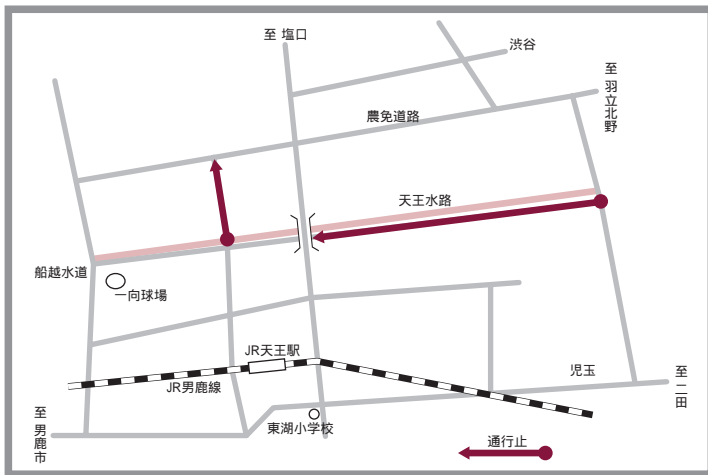 至 塩口
渋谷
至 羽立北野
農免道路
天王水路
船越水道
一向球場
JR天王駅
JR男鹿線
児玉
至 二田
至 男鹿市
東湖小学校
通行止